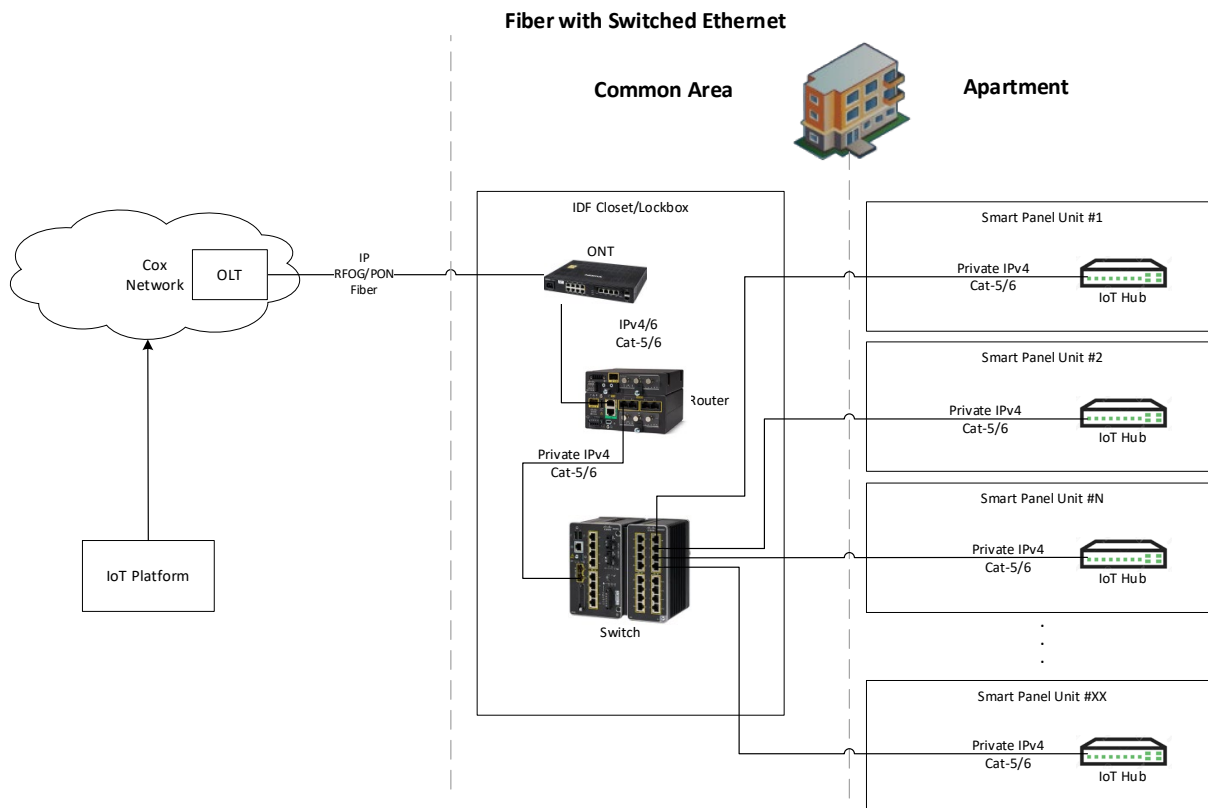 Fiber with Switched Ethernet
Common Area
Apartment
IDF Closet/Lockbox
ONT
Cox
Network
OLT
IP
RFOG/PON
Fiber
IPv4/6
Cat-5/6
Router
Private IPv4
Cat-5/6
Switch
IoT Platform
Smart Panel Unit #1
Private IPv4
Cat-5/6
IoT Hub
Smart Panel Unit #2
Private IPv4
Cat-5/6
IoT Hub
Smart Panel Unit #N
Private IPv4
Cat-5/6
IoT Hub
.
.
.
Smart Panel Unit #XX
Private IPv4
Cat-5/6
IoT Hub